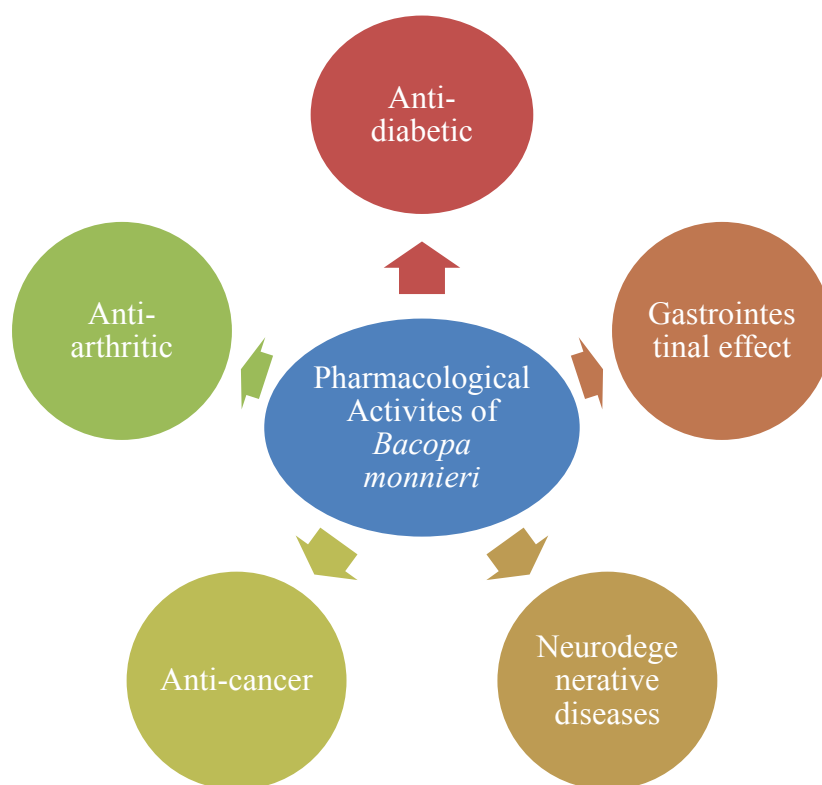 Anti-
diabetic
Gastrointes
tinal effect
Anti-
arthritic
Pharmacological
Activites of
Bacopa
monnieri
Anti-cancer
Neurodege
nerative
diseases